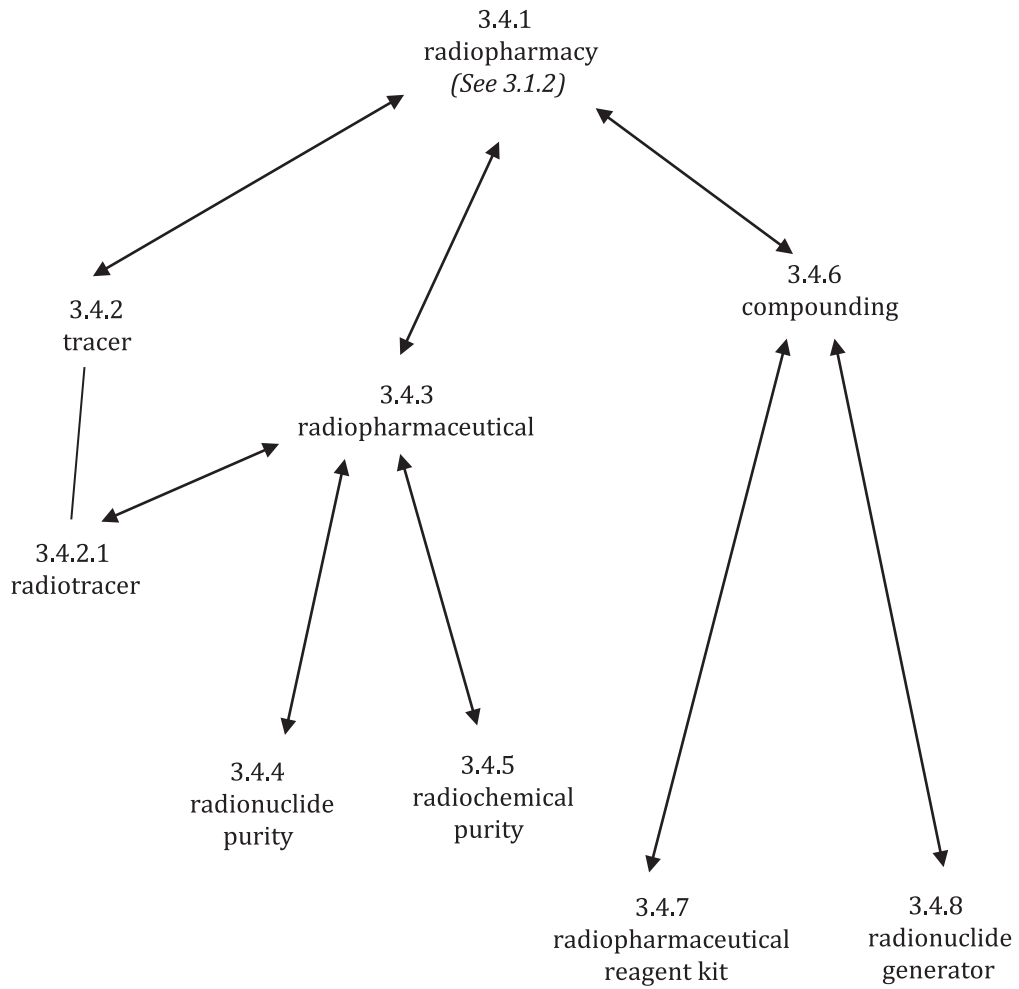 3.4.1
radiopharmacy
(See 3.1.2)
3.4.2
tracer
3.4.6
compounding
3.4.3
radiopharmaceutical
3.4.2.1
radiotracer
3.4.4
radionuclide
purity
3.4.5
radiochemical
purity
3.4.7
radiopharmaceutical
reagent kit
3.4.8
radionuclide
generator